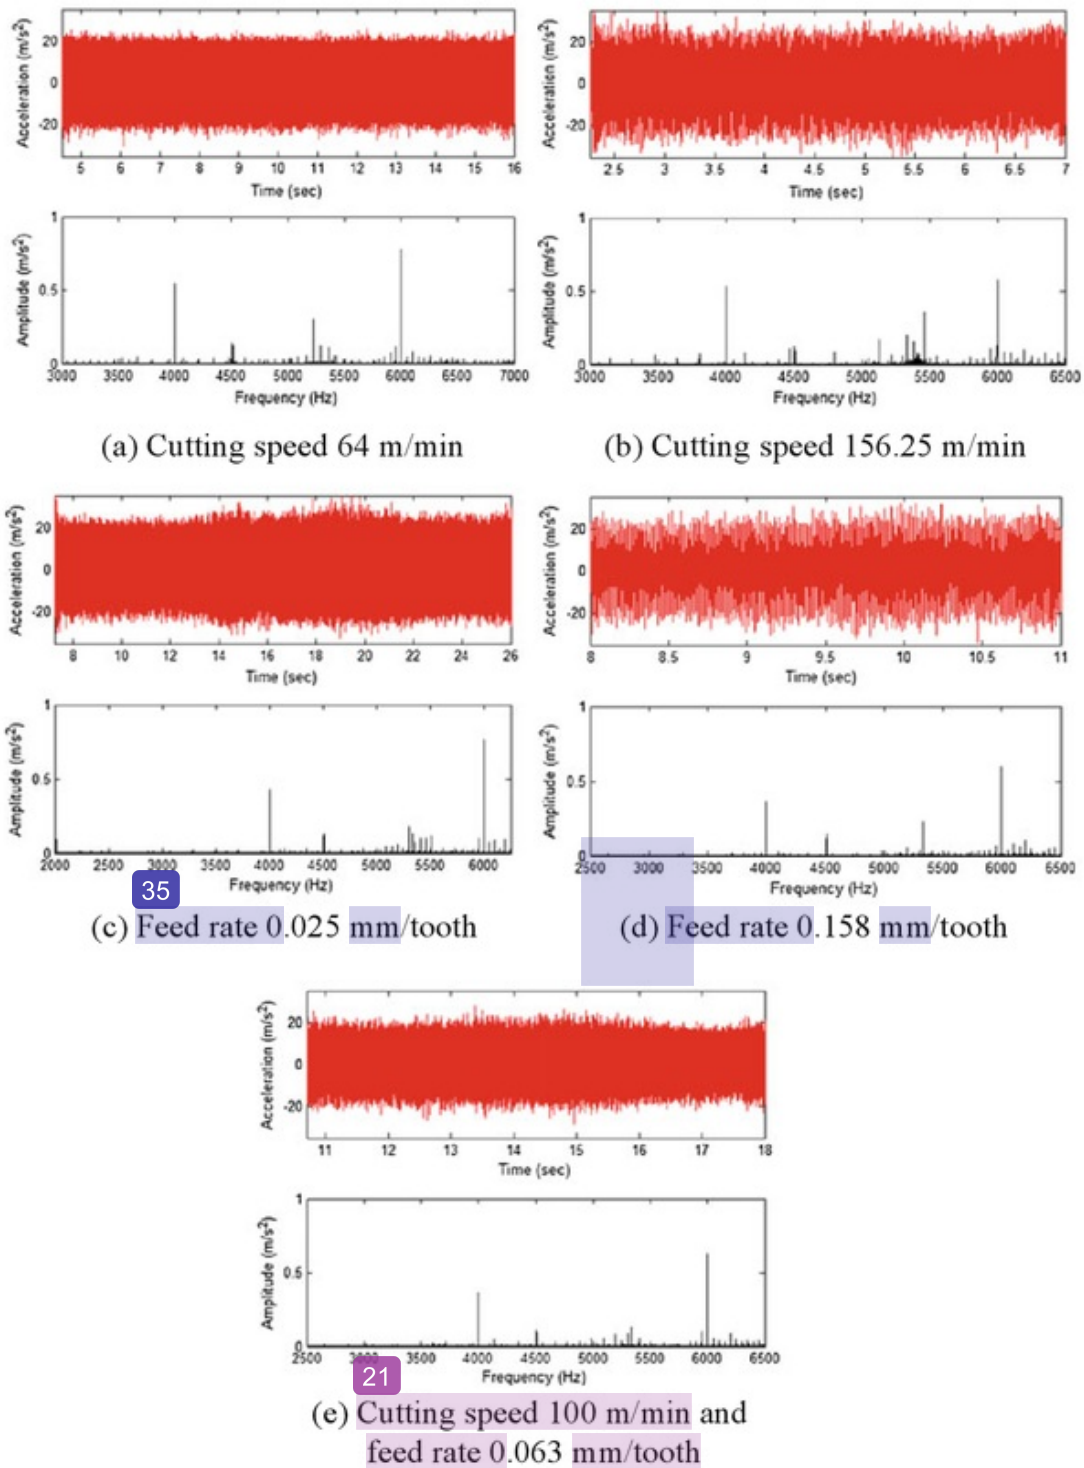 Acceleration (m/s²)
20
0
-20
5 6 7 8 9 10 11 12 13 14 15 16
Time (sec)
Amplitude (m/s²)
1
0.5
0
3000 3500 4000 4500 5000 5500 6000 6500 7000
Frequency (Hz)
(a) Cutting speed 64 m/min
Acceleration (m/s²)
20
0
-20
2.5 3 3.5 4 4.5 5 5.5 6 6.5 7
Time (sec)
Amplitude (m/s²)
1
0.5
0
3000 3500 4000 4500 5000 5500 6000 6500
Frequency (Hz)
(b) Cutting speed 156.25 m/min
Acceleration (m/s²)
20
0
-20
8 10 12 14 16 18 20 22 24 26
Time (sec)
Amplitude (m/s²)
1
0.5
0
2000 2500 3000 3500 4000 4500 5000 5500 6000
Frequency (Hz)
35
(c) Feed rate 0.025 mm/tooth
Acceleration (m/s²)
20
0
-20
8 8.5 9 9.5 10 10.5 11
Time (sec)
Amplitude (m/s²)
1
0.5
0
2500 3000 3500 4000 4500 5000 5500 6000 6500
Frequency (Hz)
(d) Feed rate 0.158 mm/tooth
Acceleration (m/s²)
20
0
-20
11 12 13 14 15 16 17 18
Time (sec)
Amplitude (m/s²)
1
0.5
0
2500 3000 3500 4000 4500 5000 5500 6000 6500
Frequency (Hz)
21
(e) Cutting speed 100 m/min and
feed rate 0.063 mm/tooth